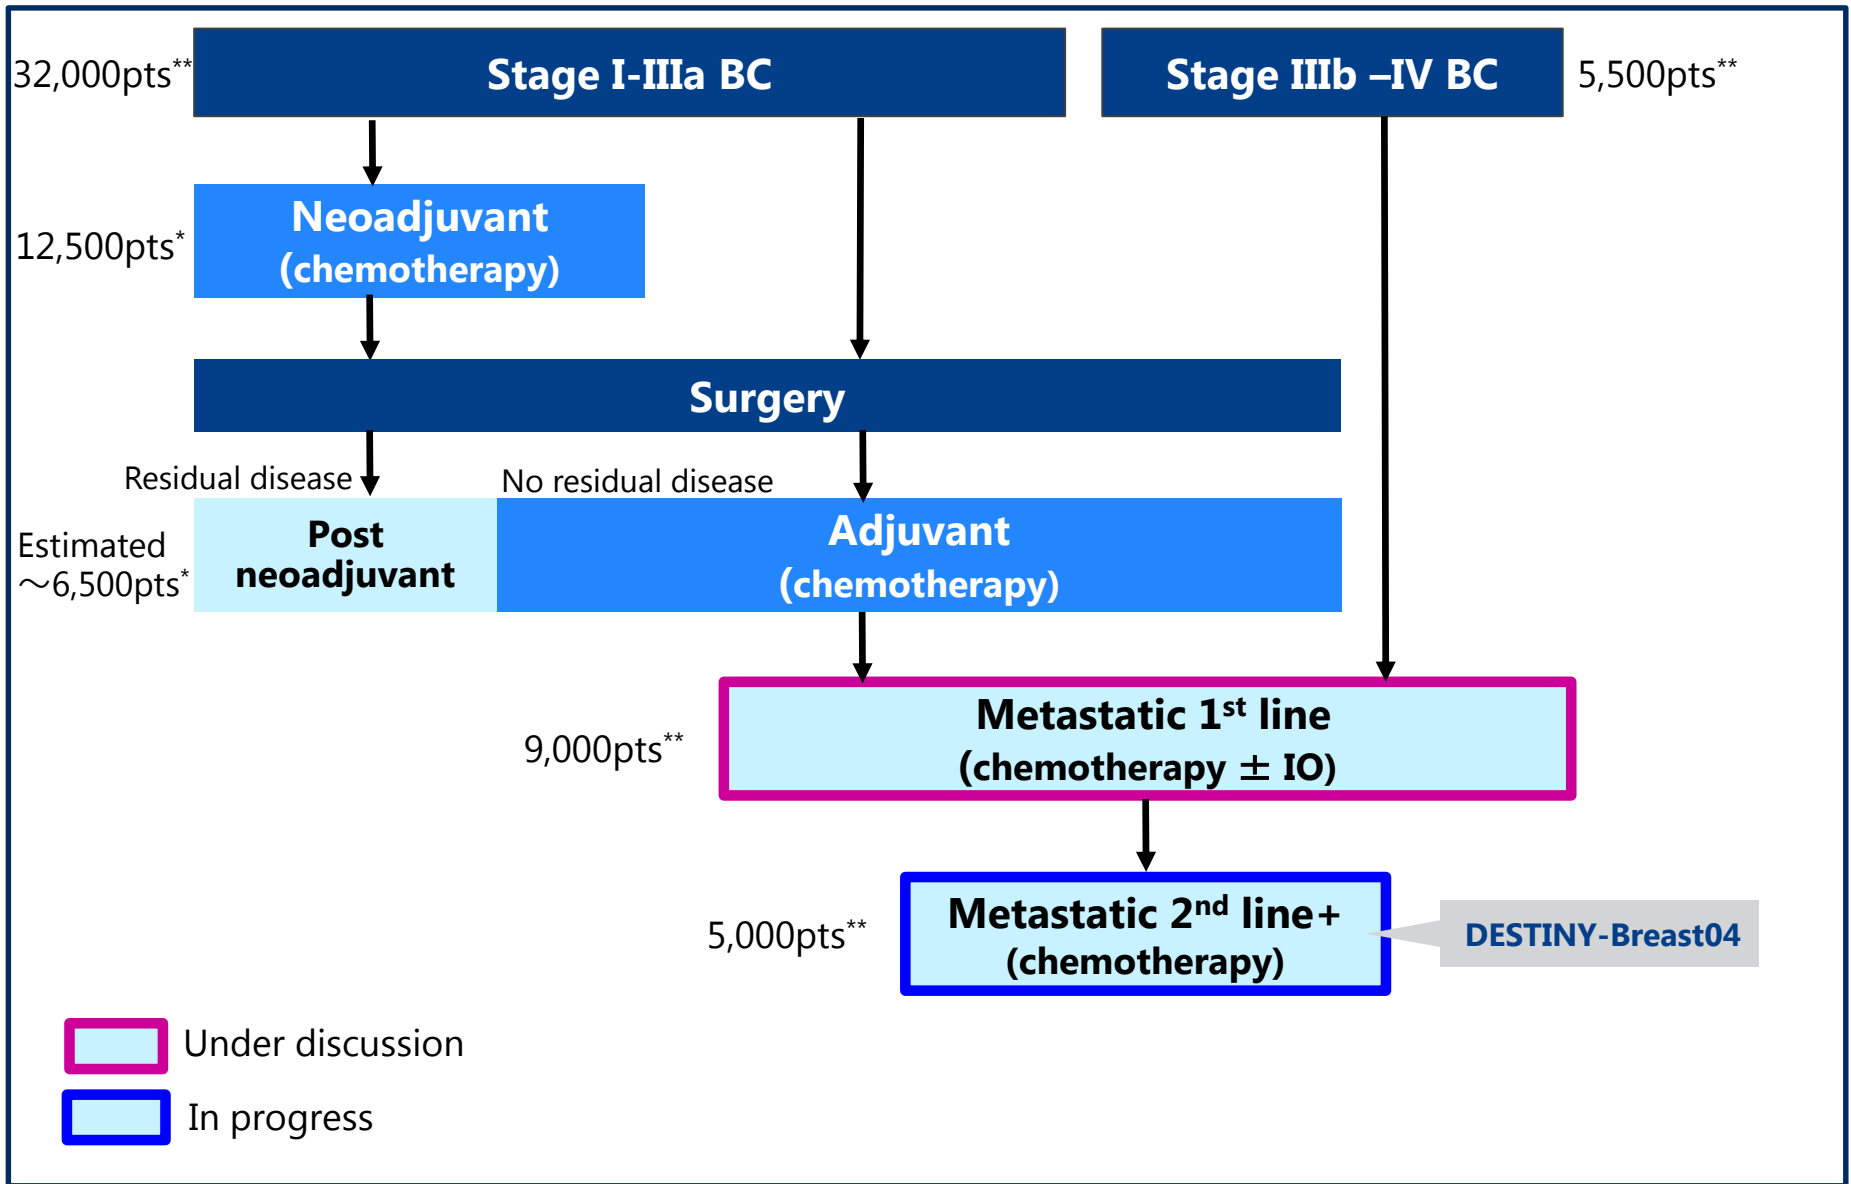 32,000pts**
Stage I-IIIa BC
Stage IIIb –IV BC
5,500pts**
12,500pts*
Neoadjuvant
(chemotherapy)
Surgery
Residual disease
No residual disease
Estimated
～6,500pts*
Post
neoadjuvant
Adjuvant
(chemotherapy)
9,000pts**
Metastatic 1st line
(chemotherapy ± IO)
5,000pts**
Metastatic 2nd line+
(chemotherapy)
DESTINY-Breast04
Under discussion
In progress